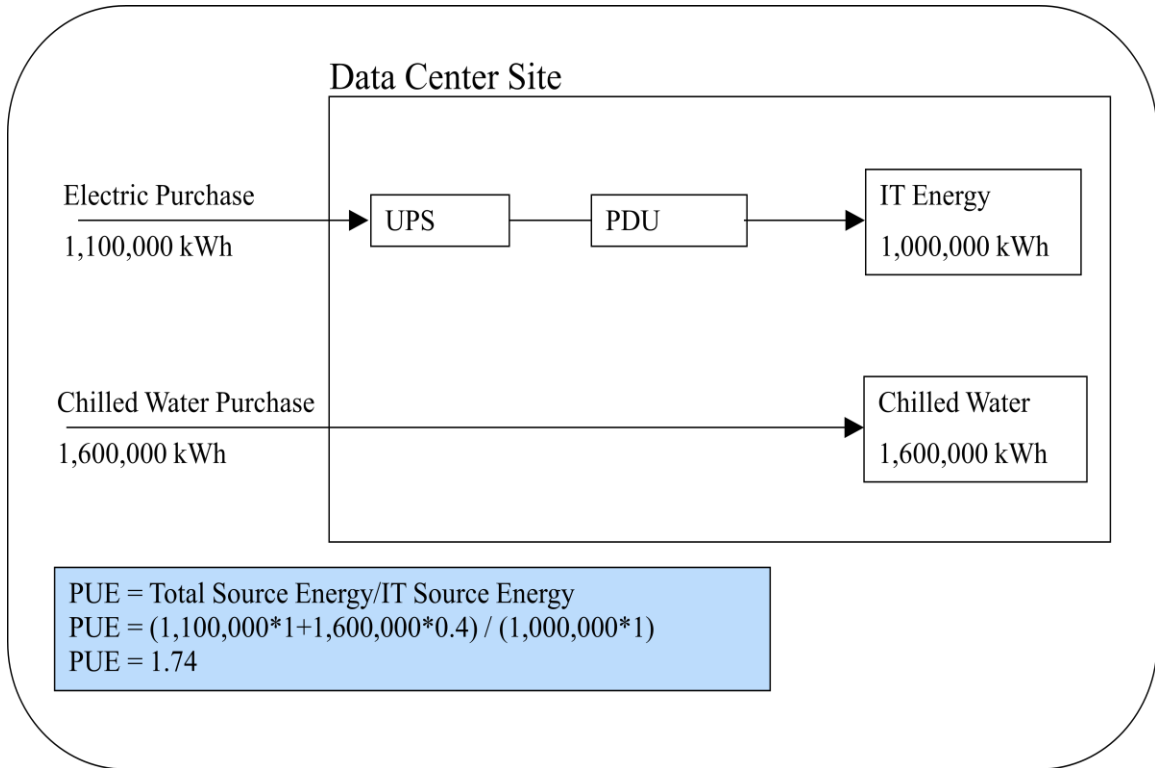 Data Center Site
Electric Purchase
1,100,000 kWh
UPS
PDU
IT Energy
1,000,000 kWh
Chilled Water Purchase
1,600,000 kWh
Chilled Water
1,600,000 kWh
PUE = Total Source Energy/IT Source Energy
PUE = (1,100,000*1+1,600,000*0.4) / (1,000,000*1)
PUE = 1.74